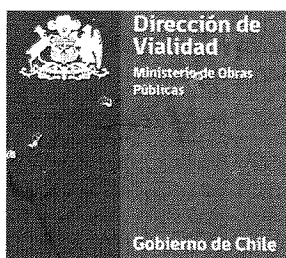 Dirección de
Vialidad
Ministerio de Obras
Públicas
Gobierno de Chile